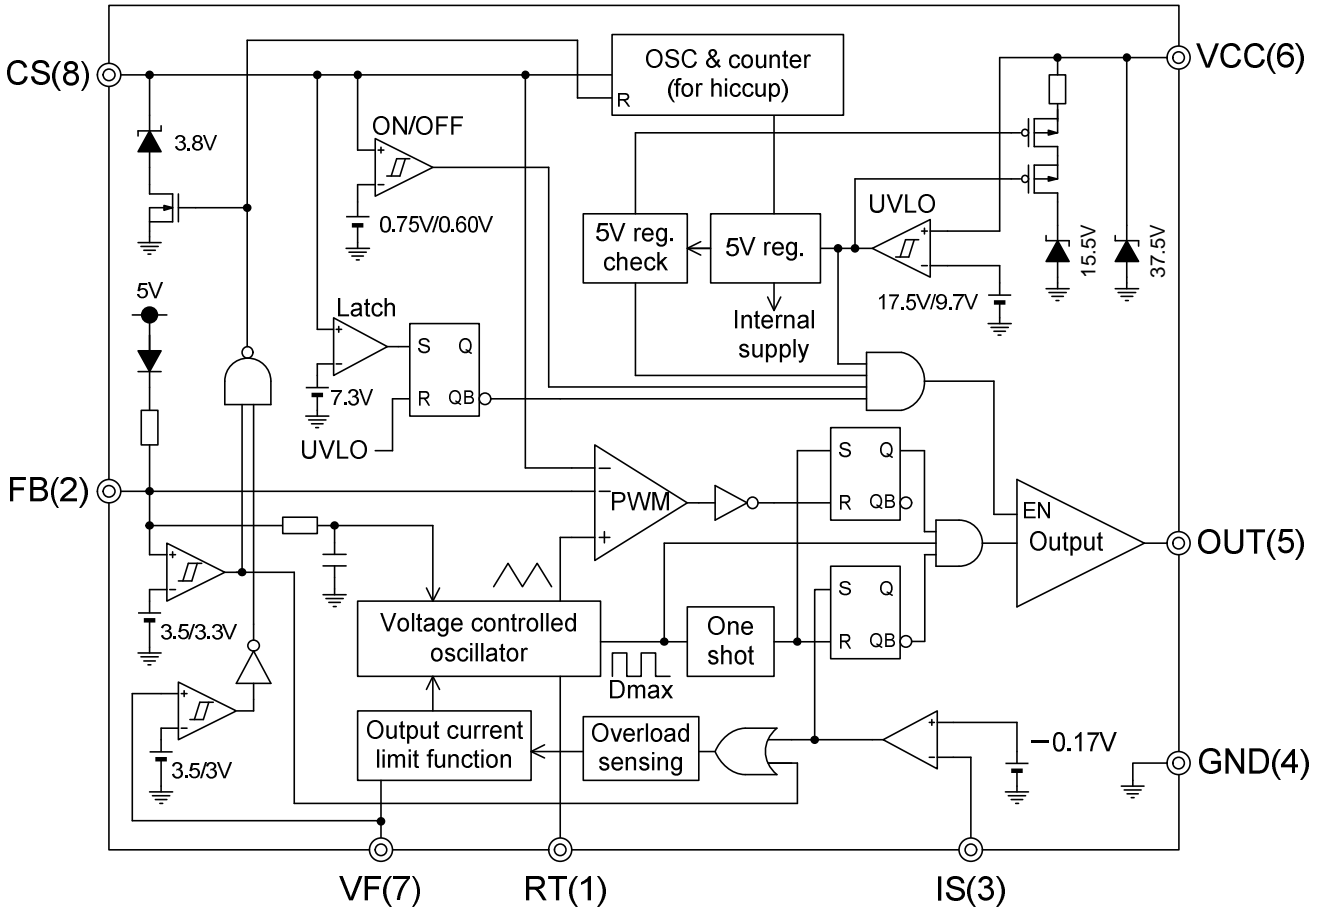 CS(8)
OSC & counter
(for hiccup)
R
VCC(6)
3.8V
ON/OFF
+
−
0.75V/0.60V
5V reg.
check
5V reg.
UVLO
+
−
17.5V/9.7V
15.5V
37.5V
Internal
supply
5V
Latch
+
−
7.3V
S
Q
R
QB
UVLO
FB(2)
−
−
+
PWM
S
Q
R
QB
EN
Output
OUT(5)
+
−
3.5/3.3V
Voltage controlled
oscillator
Dmax
One
shot
S
Q
R
QB
+
−
3.5/3V
Output current
limit function
Overload
sensing
+
−
−0.17V
GND(4)
VF(7)
RT(1)
IS(3)